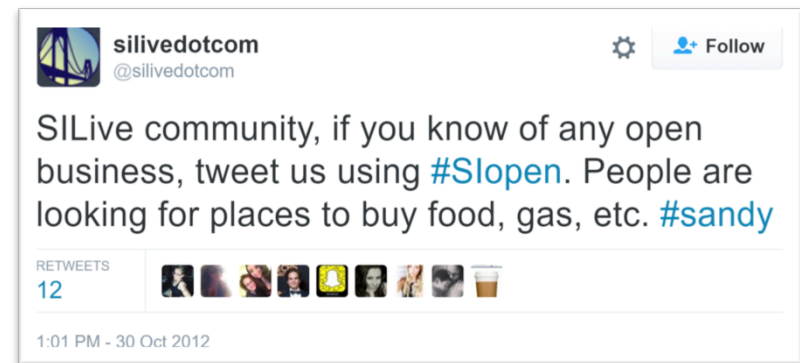 silivedotcom
Follow
@silivedotcom
SILive community, if you know of any open
business, tweet us using #SIopen. People are
looking for places to buy food, gas, etc. #sandy
RETWEETS
12
1:01 PM - 30 Oct 2012